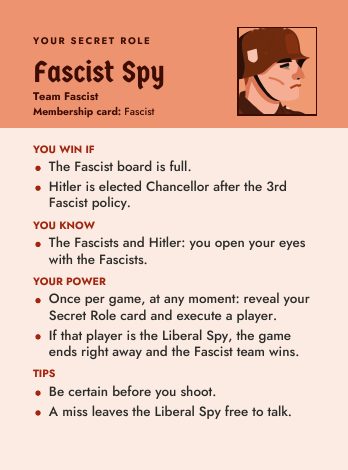 YOUR SECRET ROLE
Fascist Spy
Team Fascist
Membership card: Fascist
YOU WIN IF
• The Fascist board is full.
• Hitler is elected Chancellor after the 3rd
Fascist policy.
YOU KNOW
• The Fascists and Hitler: you open your eyes
with the Fascists.
YOUR POWER
• Once per game, at any moment: reveal your
Secret Role card and execute a player.
• If that player is the Liberal Spy, the game
ends right away and the Fascist team wins.
TIPS
• Be certain before you shoot.
• A miss leaves the Liberal Spy free to talk.